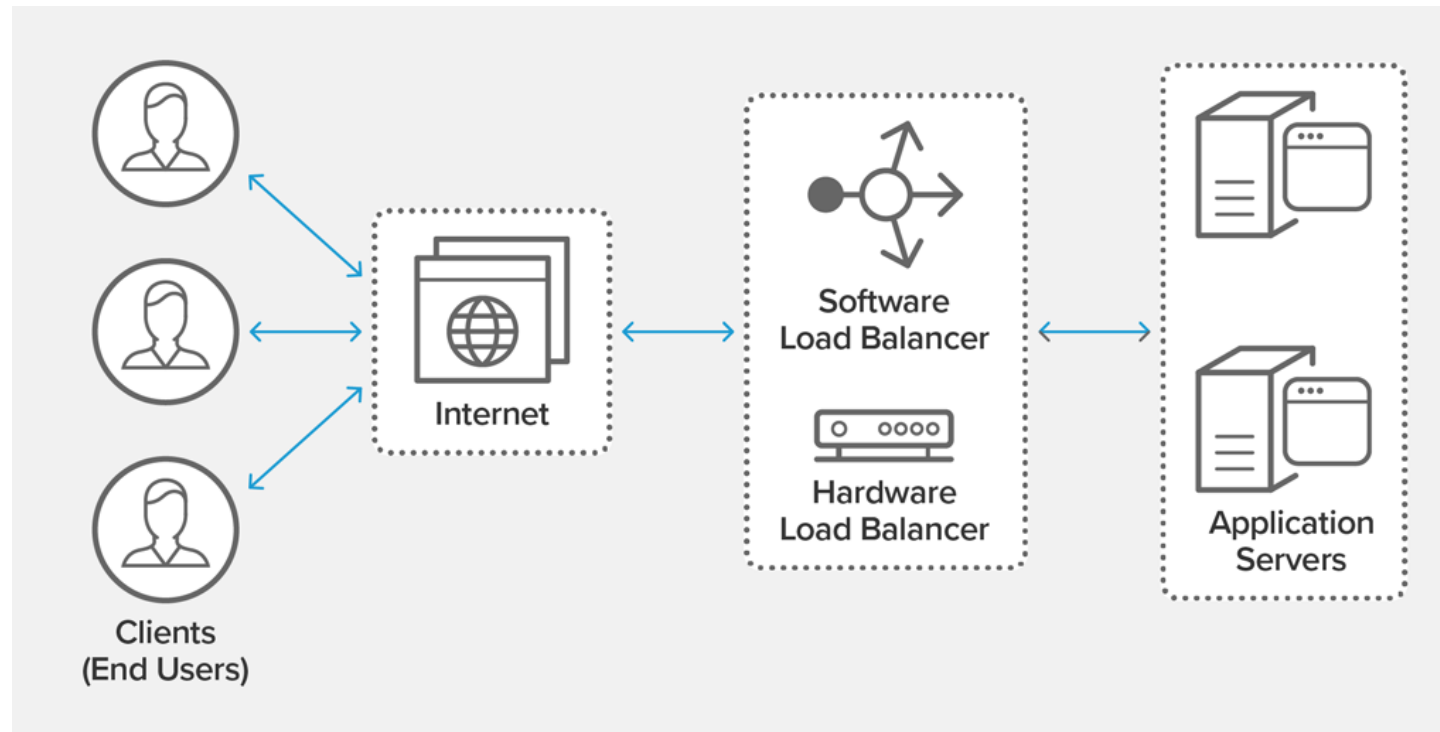 Clients
(End Users)
Internet
Software
Load Balancer
Hardware
Load Balancer
Application
Servers